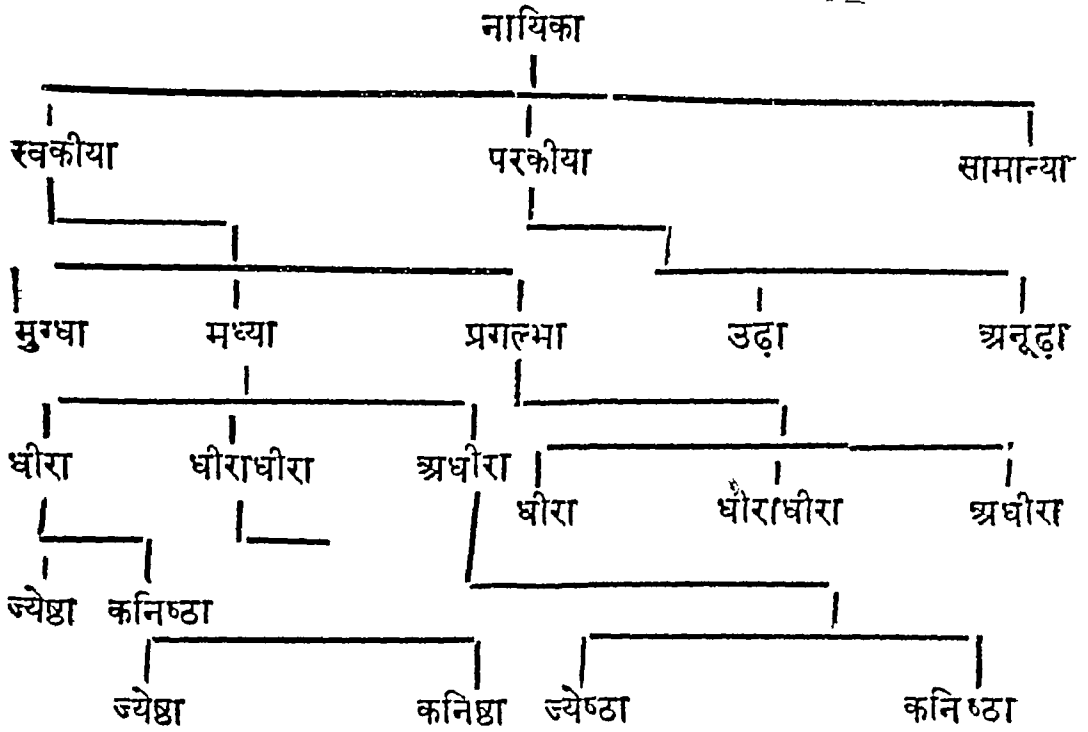 नायिका
स्वकीया परकीया सामान्या
मुग्धा मध्या प्रगल्भा उढ़ा अनूढ़ा
धीरा धीराधीरा अधीरा
धीरा धीराधीरा अधीरा
ज्येष्ठा कनिष्ठा
ज्येष्ठा कनिष्ठा ज्येष्ठा कनिष्ठा